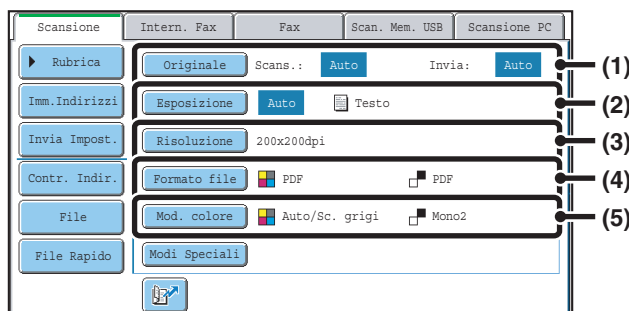 Scansione Intern. Fax Fax Scan. Mem. USB Scansione PC
Rubrica Originale Scans.: Auto Invia: Auto (1)
Imm.Indirizzi Esposizione Auto Testo (2)
Invia Impost. Risoluzione 200x200dpi (3)
Contr. Indir. Formato file PDF PDF (4)
File Mod. colore Auto/Sc. grigi Mono2 (5)
File Rapido Modi Speciali